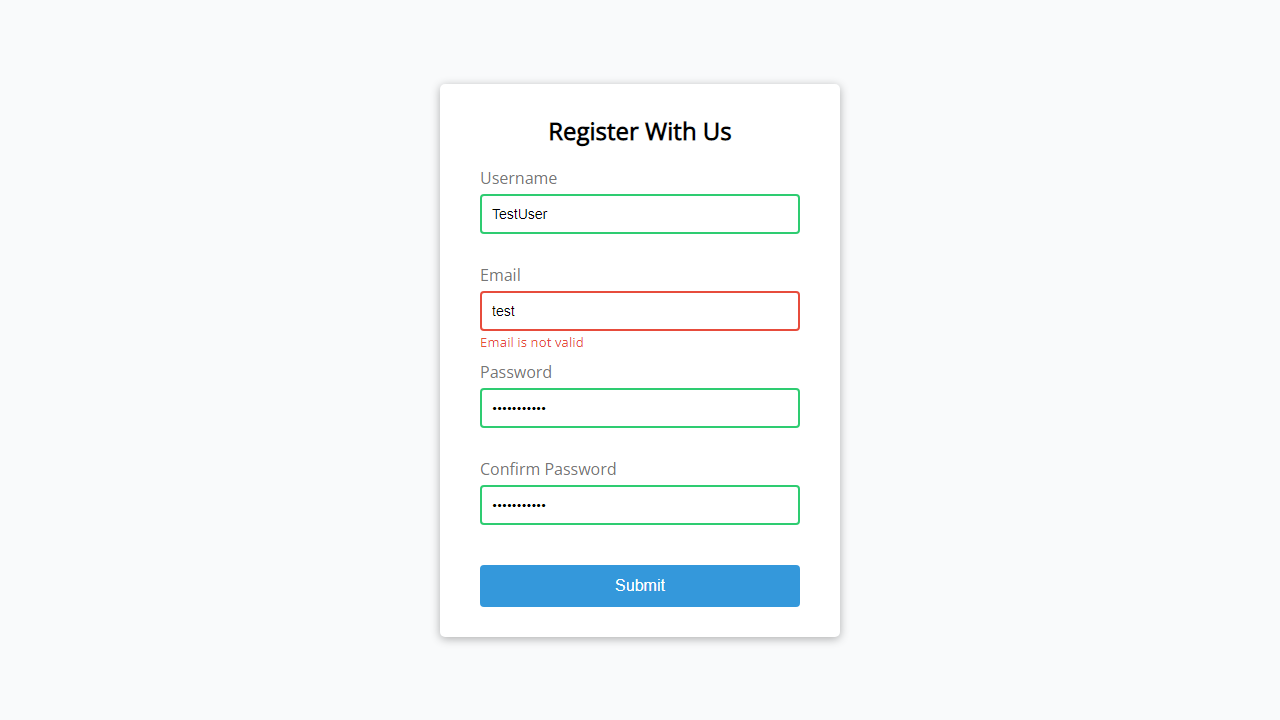 Register With Us
Username
TestUser
Email
test
Email is not valid
Password
•••••••••••
Confirm Password
•••••••••••
Submit